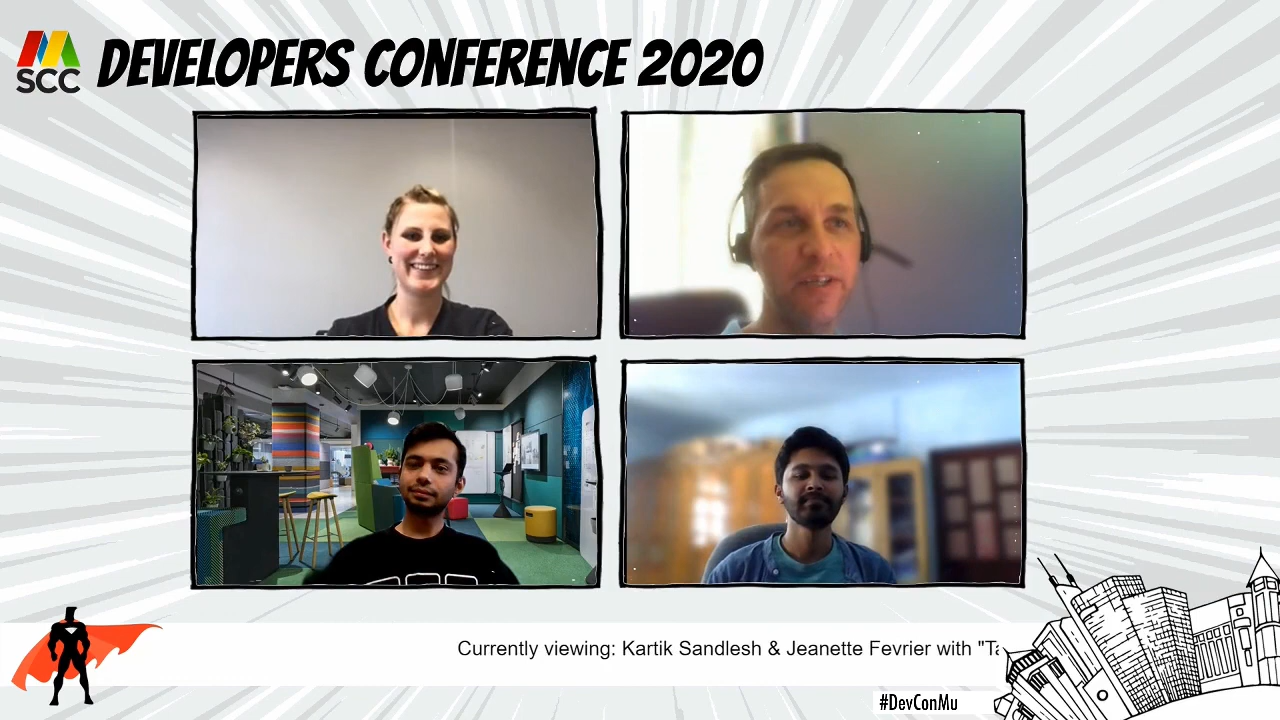 SCC
DEVELOPERS CONFERENCE 2020
Currently viewing: Kartik Sandlesh & Jeanette Fevrier with "Ta
#DevConMu